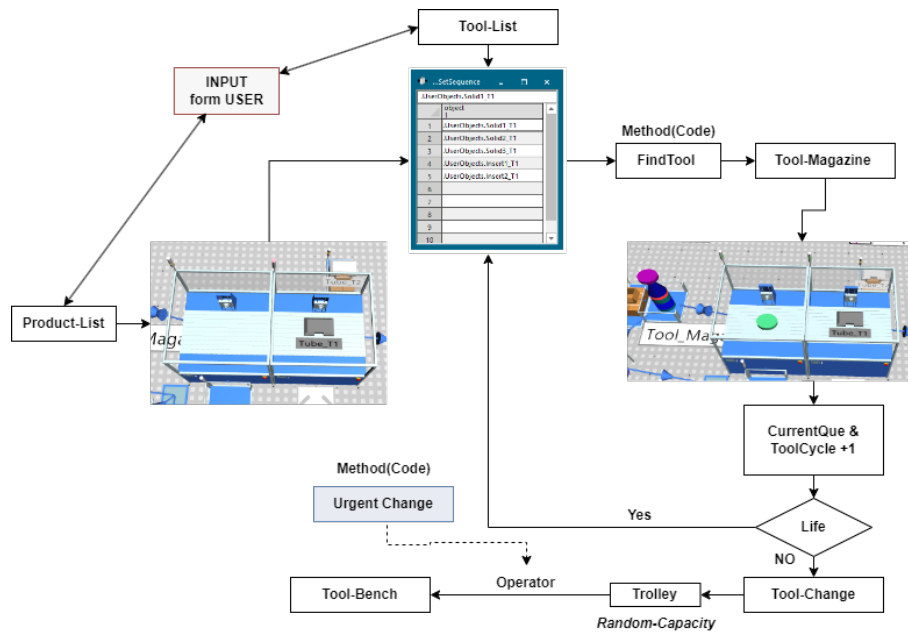 Tool-List
INPUT
form USER
...SetSequence
.UserObjects.Solid1_T1
object
1
1 .UserObjects.Solid1_T1
2 .UserObjects.Solid2_T1
3 .UserObjects.Solid3_T1
4 .UserObjects.Insert1_T1
5 .UserObjects.Insert2_T1
6
7
8
9
10
Method(Code)
FindTool
Tool-Magazine
Product-List
Tube_T2
Maga
Tube_T1
Tool_Mag
Tube_T1
CurrentQue &
ToolCycle +1
Method(Code)
Urgent Change
Yes
Life
NO
Tool-Bench
Operator
Trolley
Tool-Change
Random-Capacity